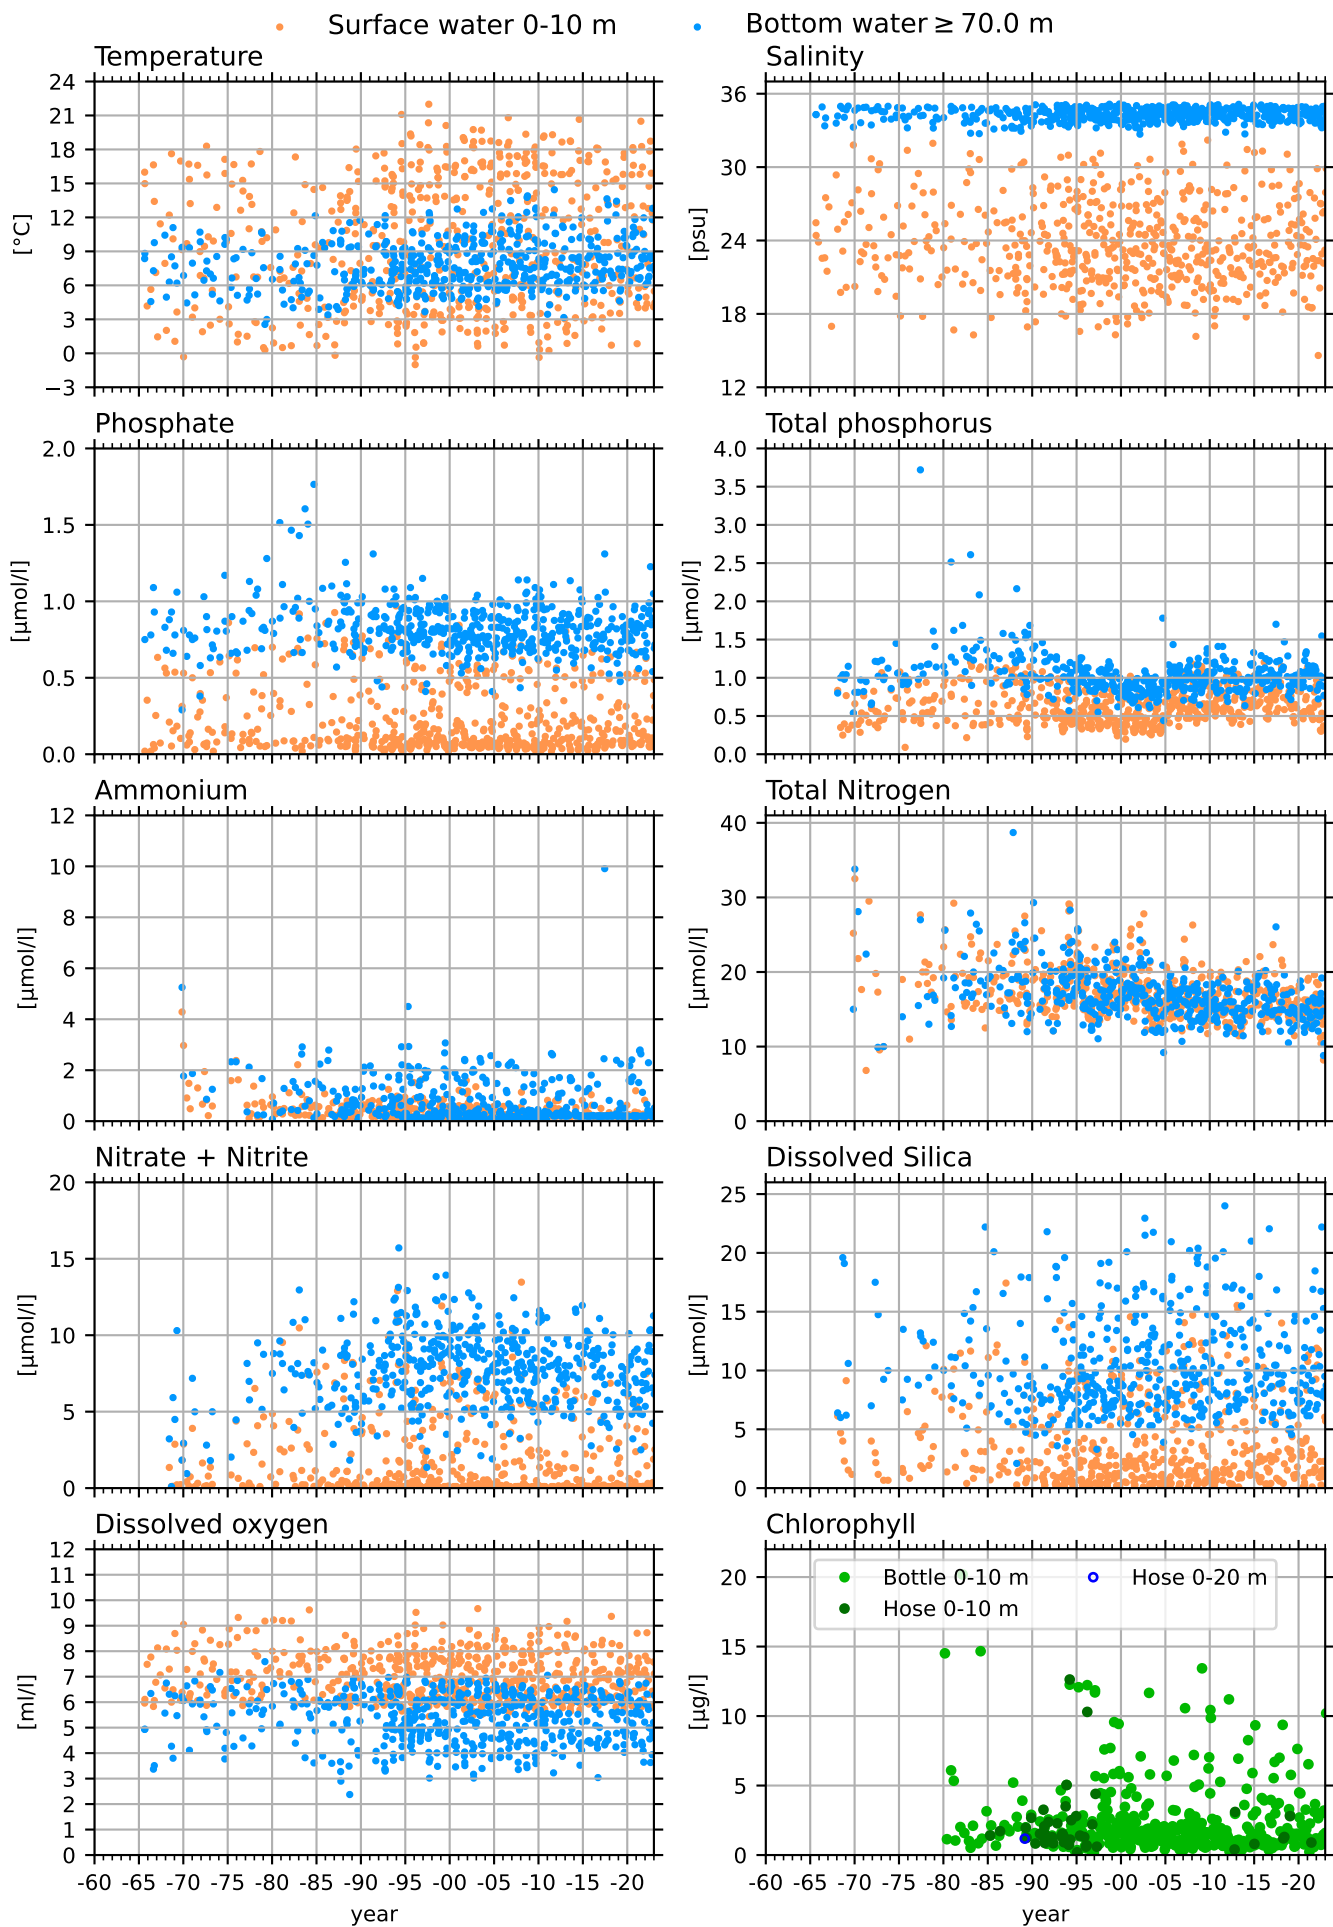 Surface water 0-10 m
Bottom water ≥ 70.0 m
Temperature
24
21
18
15
12
9
6
3
0
−3
[°C]
Salinity
36
30
24
18
12
[psu]
Phosphate
2.0
1.5
1.0
0.5
0.0
[µmol/l]
Total phosphorus
4.0
3.5
3.0
2.5
2.0
1.5
1.0
0.5
0.0
[µmol/l]
Ammonium
12
10
8
6
4
2
0
[µmol/l]
Total Nitrogen
40
30
20
10
0
[µmol/l]
Nitrate + Nitrite
20
15
10
5
0
[µmol/l]
Dissolved Silica
25
20
15
10
5
0
[µmol/l]
Dissolved oxygen
12
11
10
9
8
7
6
5
4
3
2
1
0
[ml/l]
-60 -65 -70 -75 -80 -85 -90 -95 -00 -05 -10 -15 -20
year
Chlorophyll
Bottle 0-10 m
Hose 0-20 m
Hose 0-10 m
20
15
10
5
0
[µg/l]
-60 -65 -70 -75 -80 -85 -90 -95 -00 -05 -10 -15 -20
year